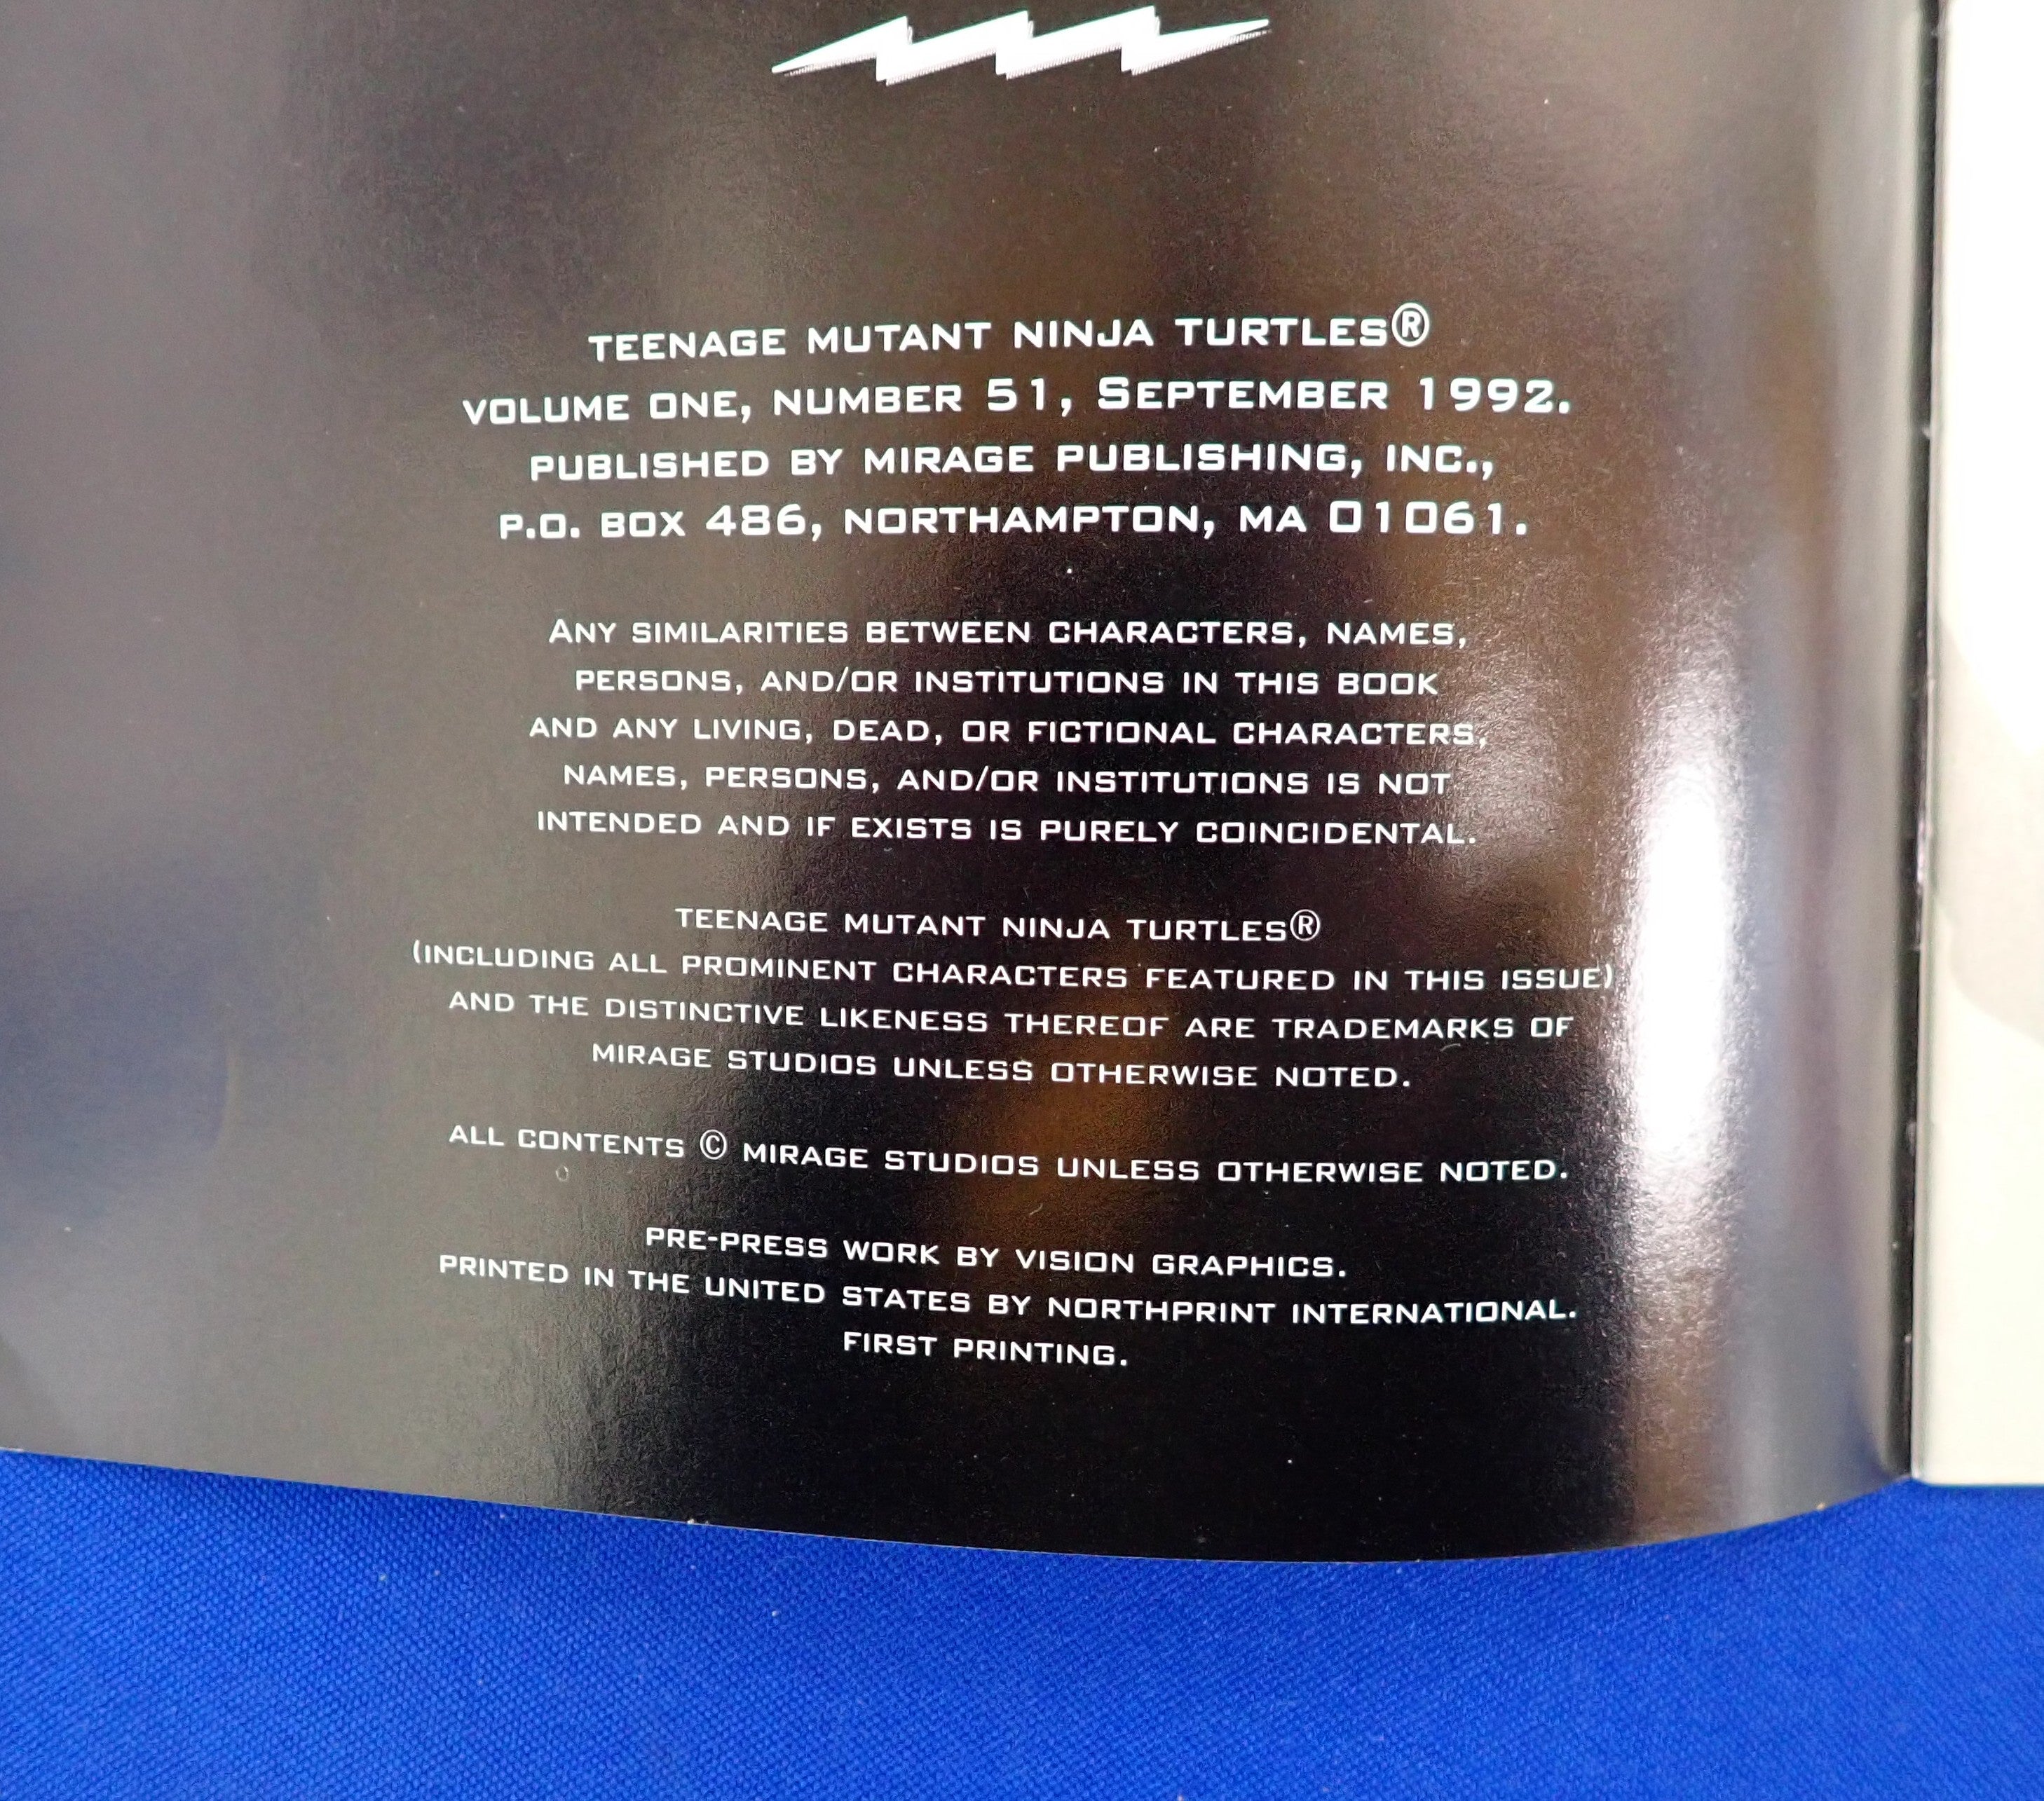 TEENAGE MUTANT NINJA TURTLES®
VOLUME ONE, NUMBER 51, SEPTEMBER 1992.
PUBLISHED BY MIRAGE PUBLISHING, INC.,
P.O. BOX 486, NORTHAMPTON, MA 01061.
ANY SIMILARITIES BETWEEN CHARACTERS, NAMES,
PERSONS, AND/OR INSTITUTIONS IN THIS BOOK
AND ANY LIVING, DEAD, OR FICTIONAL CHARACTERS,
NAMES, PERSONS, AND/OR INSTITUTIONS IS NOT
INTENDED AND IF EXISTS IS PURELY COINCIDENTAL.
TEENAGE MUTANT NINJA TURTLES®
(INCLUDING ALL PROMINENT CHARACTERS FEATURED IN THIS ISSUE)
AND THE DISTINCTIVE LIKENESS THEREOF ARE TRADEMARKS OF
MIRAGE STUDIOS UNLESS OTHERWISE NOTED.
ALL CONTENTS © MIRAGE STUDIOS UNLESS OTHERWISE NOTED.
PRE-PRESS WORK BY VISION GRAPHICS.
PRINTED IN THE UNITED STATES BY NORTHPRINT INTERNATIONAL.
FIRST PRINTING.